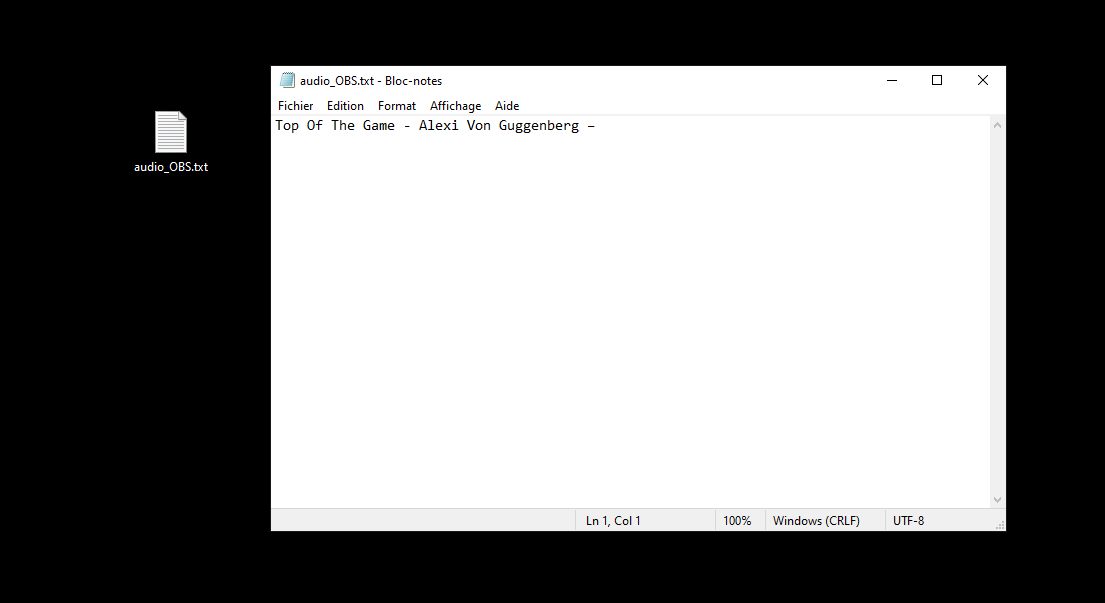 audio_OBS.txt
audio_OBS.txt - Bloc-notes
Fichier Edition Format Affichage Aide
Top Of The Game - Alexi Von Guggenberg –
Ln 1, Col 1 100% Windows (CRLF) UTF-8